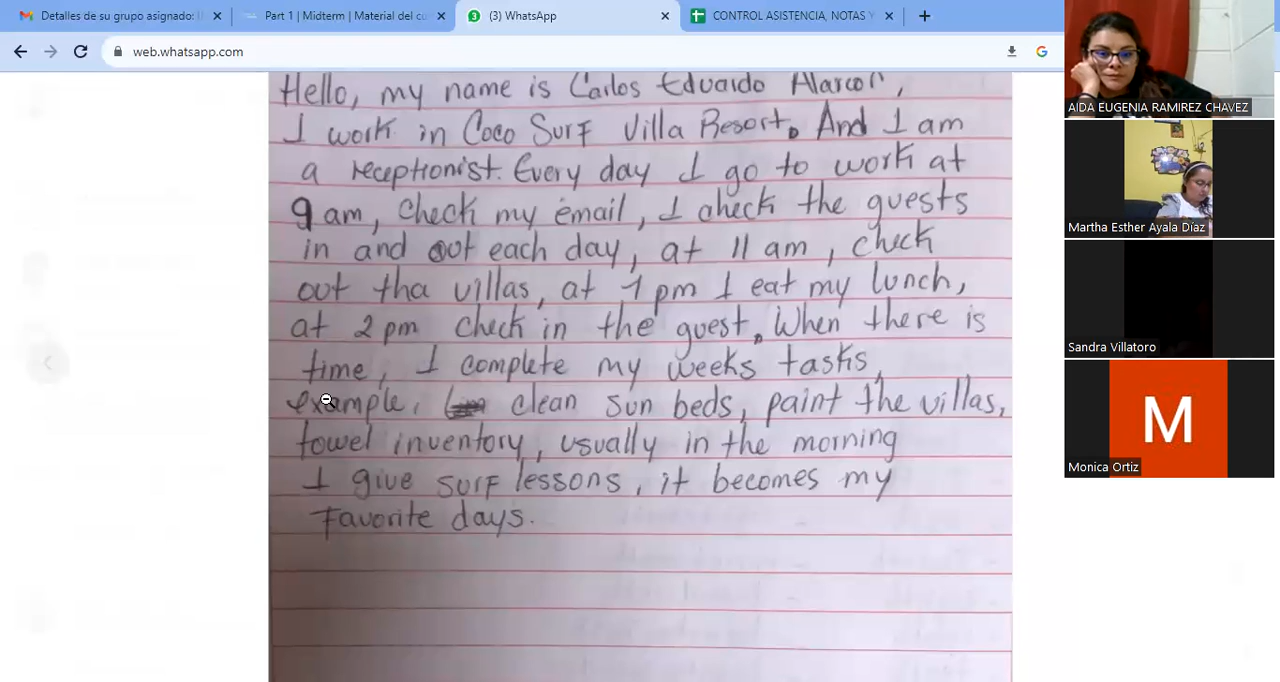 Detalles de su grupo asignado:
Part 1 | Midterm | Material del cu
3
(3) WhatsApp
CONTROL ASISTENCIA, NOTAS Y
web.whatsapp.com
Hello, my name is Carlos Eduardo Alarcon,
I work in Coco Surf Villa Resort. And I am
a receptionist. Every day I go to work at
9 am, check my email, I check the guests
in and out each day, at 11 am, check
out tha villas, at 1 pm I eat my lunch,
at 2 pm check in the guest. When there is
time, I complete my weeks tasks,
example, clean sun beds, paint the villas,
towel inventory, usually in the morning
I give surf lessons, it becomes my
favorite days.
AIDA EUGENIA RAMIREZ CHAVEZ
Martha Esther Ayala Díaz
Sandra Villatoro
M
Monica Ortiz